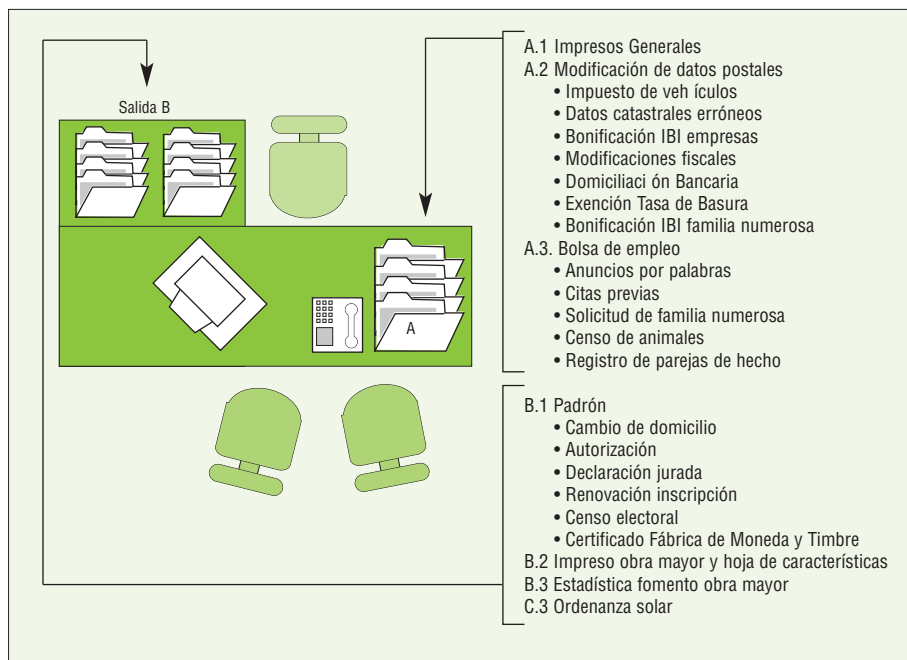 Salida B
A
A.1 Impresos Generales
A.2 Modificación de datos postales
• Impuesto de veh ículos
• Datos catastrales erróneos
• Bonificación IBI empresas
• Modificaciones fiscales
• Domiciliaci ón Bancaria
• Exención Tasa de Basura
• Bonificación IBI familia numerosa
A.3. Bolsa de empleo
• Anuncios por palabras
• Citas previas
• Solicitud de familia numerosa
• Censo de animales
• Registro de parejas de hecho
B.1 Padrón
• Cambio de domicilio
• Autorización
• Declaración jurada
• Renovación inscripción
• Censo electoral
• Certificado Fábrica de Moneda y Timbre
B.2 Impreso obra mayor y hoja de características
B.3 Estadística fomento obra mayor
C.3 Ordenanza solar